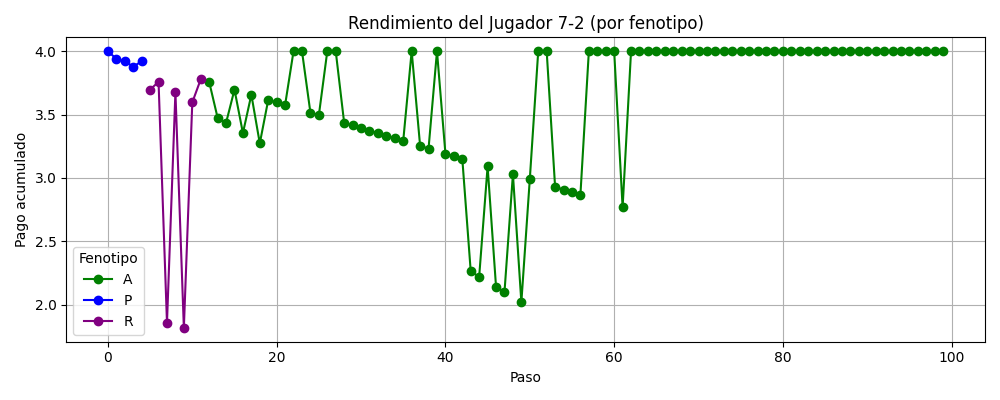 Rendimiento del Jugador 7-2 (por fenotipo)
Pago acumulado
4.0
3.5
3.0
2.5
2.0
Fenotipo
A
P
R
0
20
40
60
80
100
Paso